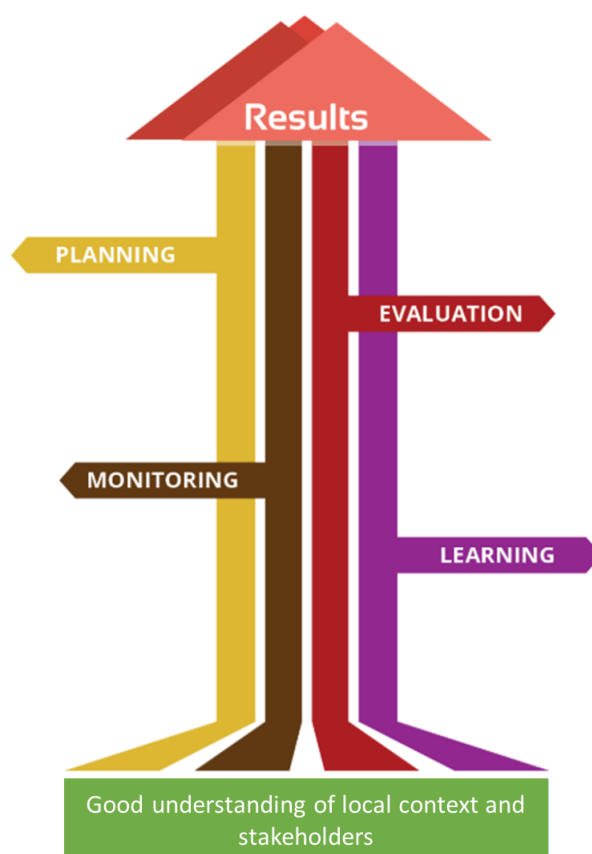 Results
PLANNING
EVALUATION
MONITORING
LEARNING
Good understanding of local context and
stakeholders